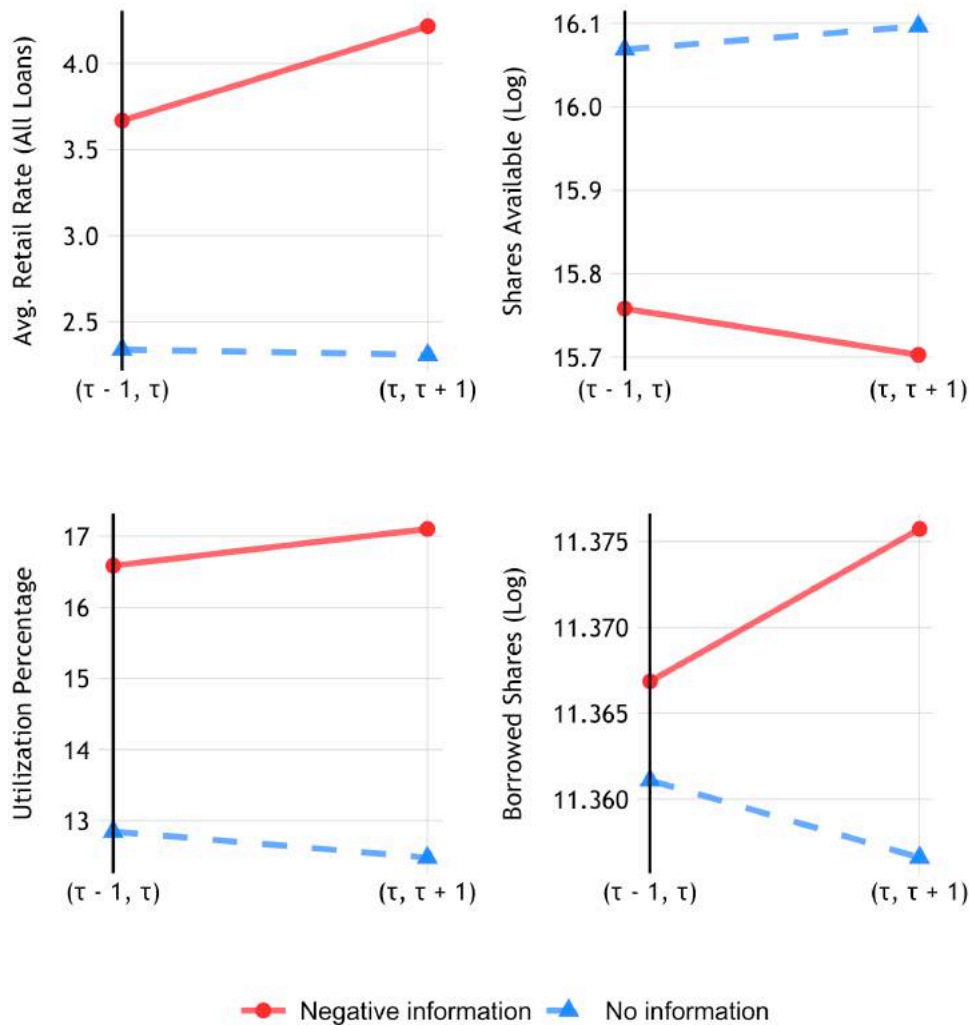 Avg. Retail Rate (All Loans)
4.0
3.5
3.0
2.5
(τ - 1, τ)
(τ, τ + 1)
Shares Available (Log)
16.1
16.0
15.9
15.8
15.7
(τ - 1, τ)
(τ, τ + 1)
Utilization Percentage
17
16
15
14
13
(τ - 1, τ)
(τ, τ + 1)
Borrowed Shares (Log)
11.375
11.370
11.365
11.360
(τ - 1, τ)
(τ, τ + 1)
Negative information
No information